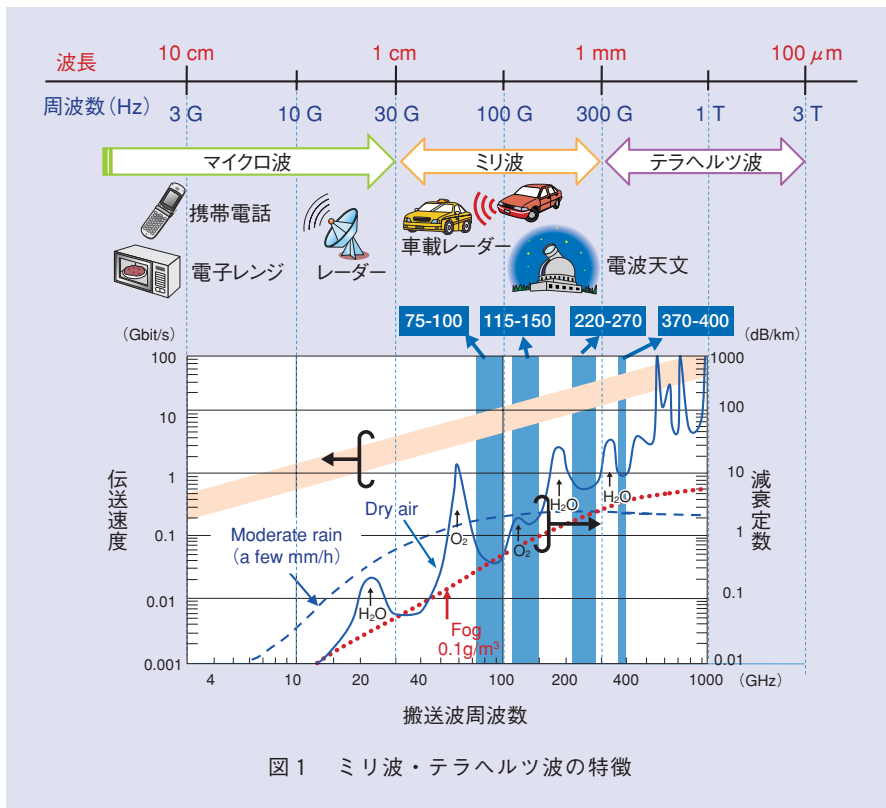 波長 10 cm 1 cm 1 mm 100 μm
周波数(Hz) 3 G 10 G 30 G 100 G 300 G 1 T 3 T
マイクロ波 ミリ波 テラヘルツ波
携帯電話
電子レンジ
レーダー
車載レーダー
電波天文
75-100 115-150 220-270 370-400
(Gbit/s) (dB/km)
100 1000
10 100
1 10
0.1 1
0.01 0.1
0.001 0.01
伝送速度
減衰定数
Moderate rain
(a few mm/h)
Dry air
H₂O
O₂
O₂
H₂O
H₂O
Fog
0.1g/m³
4 10 20 40 100 200 400 1000 (GHz)
搬送波周波数
図1 ミリ波・テラヘルツ波の特徴